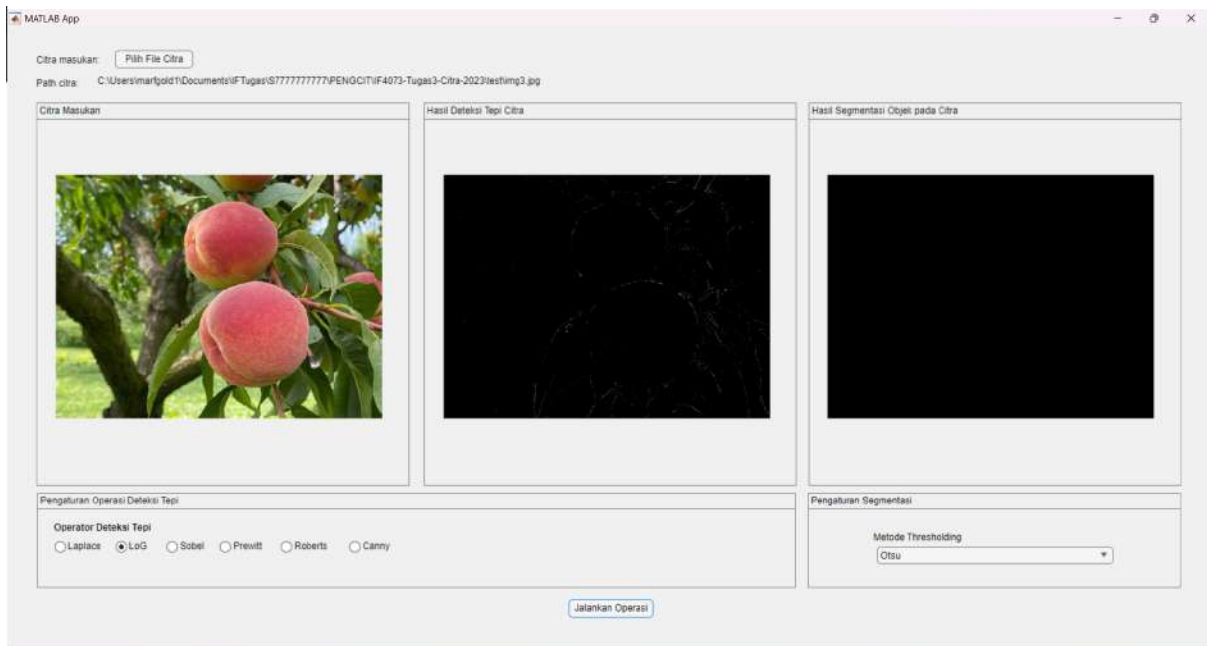 MATLAB App
Citra masukan: Pilih File Citra
Path citra: C:\Users\marfgold1\Documents\IFTugas\S7777777777\PENGCIT\IF4073-Tugas3-Citra-2023\test\img3.jpg
Citra Masukan
Hasil Deteksi Tepi Citra
Hasil Segmentasi Objek pada Citra
Pengaturan Operasi Deteksi Tepi
Operator Deteksi Tepi
Laplace LoG Sobel Prewitt Roberts Canny
Pengaturan Segmentasi
Metode Thresholding
Otsu
Jalankan Operasi